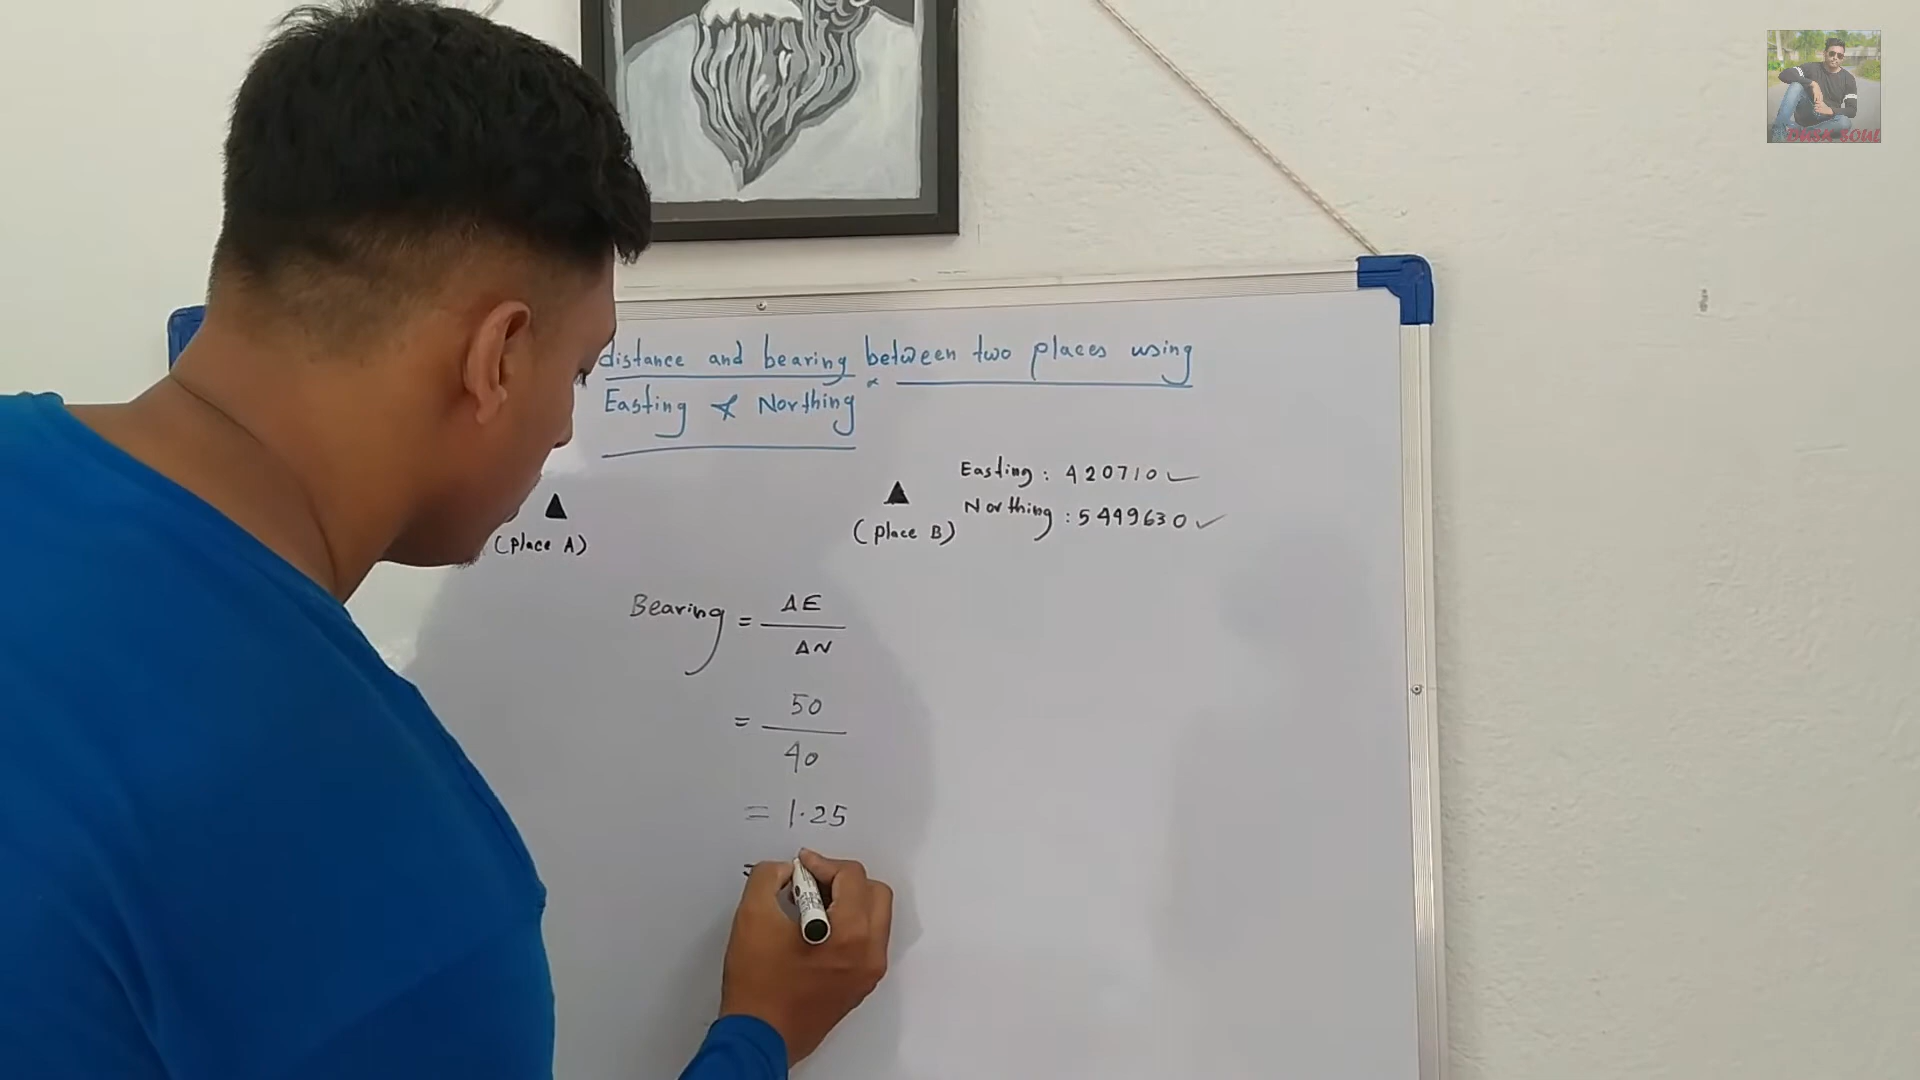 distance and bearing between two places using
Easting & Northing
Easting : 420710
Northing : 5449630
(place A)
(place B)
Bearing = ΔE
ΔN
= 50
40
= 1.25
=